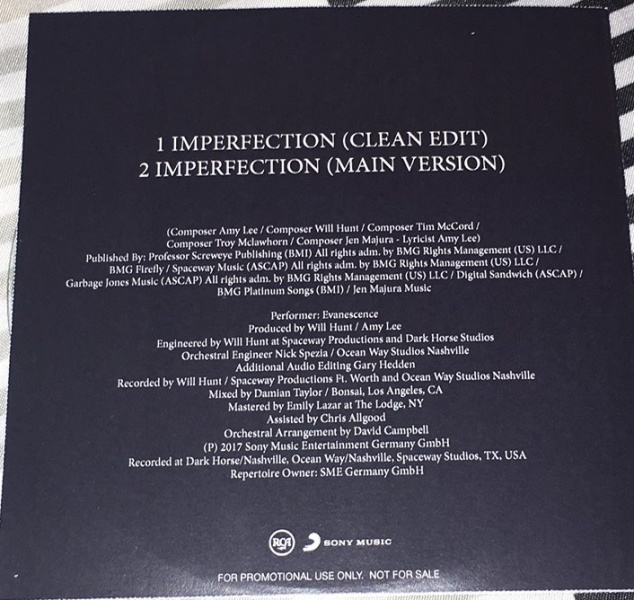 1 IMPERFECTION (CLEAN EDIT)
2 IMPERFECTION (MAIN VERSION)
(Composer Amy Lee / Composer Will Hunt / Composer Tim McCord /
Composer Troy Mclawhorn / Composer Jen Majura - Lyricist Amy Lee)
Published By: Professor Screweye Publishing (BMI) All rights adm. by BMG Rights Management (US) LLC /
BMG Firefly / Spaceway Music (ASCAP) All rights adm. by BMG Rights Management (US) LLC /
Garbage Jones Music (ASCAP) All rights adm. by BMG Rights Management (US) LLC / Digital Sandwich (ASCAP) /
BMG Platinum Songs (BMI) / Jen Majura Music
Performer: Evanescence
Produced by Will Hunt / Amy Lee
Engineered by Will Hunt at Spaceway Productions and Dark Horse Studios
Orchestral Engineer Nick Spezia / Ocean Way Studios Nashville
Additional Audio Editing Gary Hedden
Recorded by Will Hunt / Spaceway Productions Ft. Worth and Ocean Way Studios Nashville
Mixed by Damian Taylor / Bonsai, Los Angeles, CA
Mastered by Emily Lazar at The Lodge, NY
Assisted by Chris Allgood
Orchestral Arrangement by David Campbell
(P) 2017 Sony Music Entertainment Germany GmbH
Recorded at Dark Horse/Nashville, Ocean Way/Nashville, Spaceway Studios, TX, USA
Repertoire Owner: SME Germany GmbH
RCA SONY MUSIC
FOR PROMOTIONAL USE ONLY. NOT FOR SALE